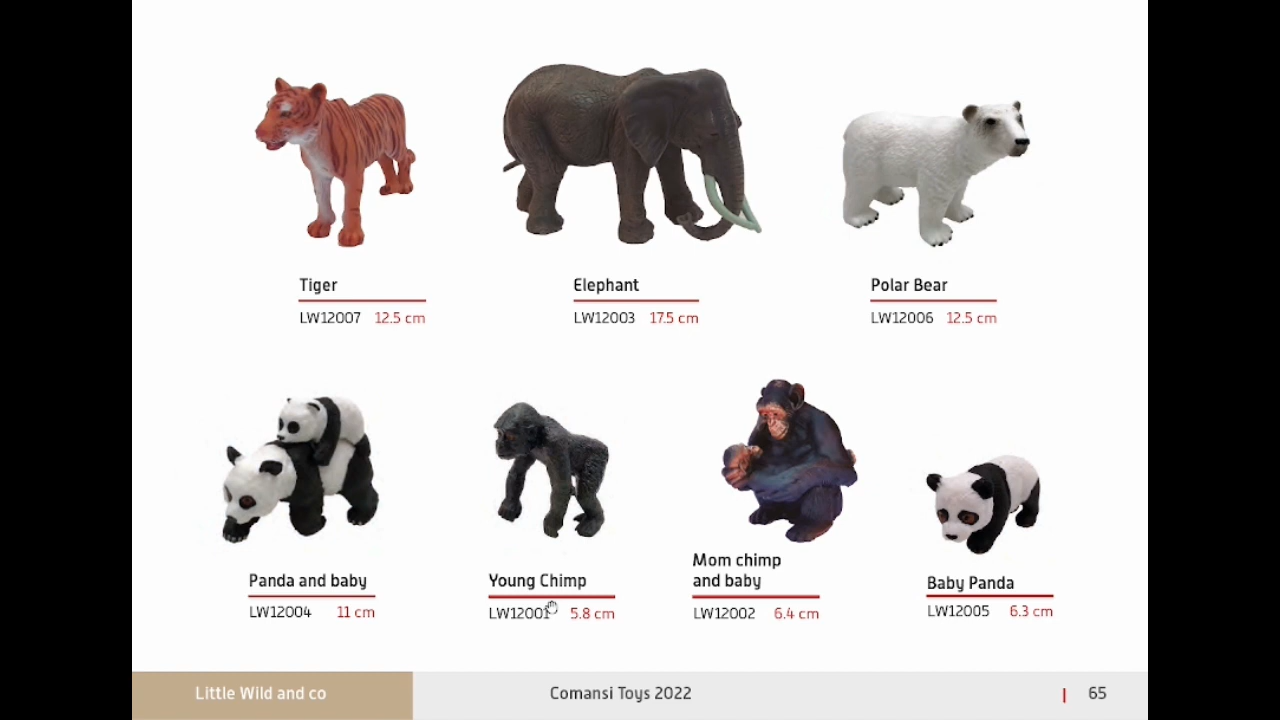 Tiger
LW12007 12.5 cm
Elephant
LW12003 17.5 cm
Polar Bear
LW12006 12.5 cm
Panda and baby
LW12004 11 cm
Young Chimp
LW12001 5.8 cm
Mom chimp
and baby
LW12002 6.4 cm
Baby Panda
LW12005 6.3 cm
Little Wild and co
Comansi Toys 2022
| 65